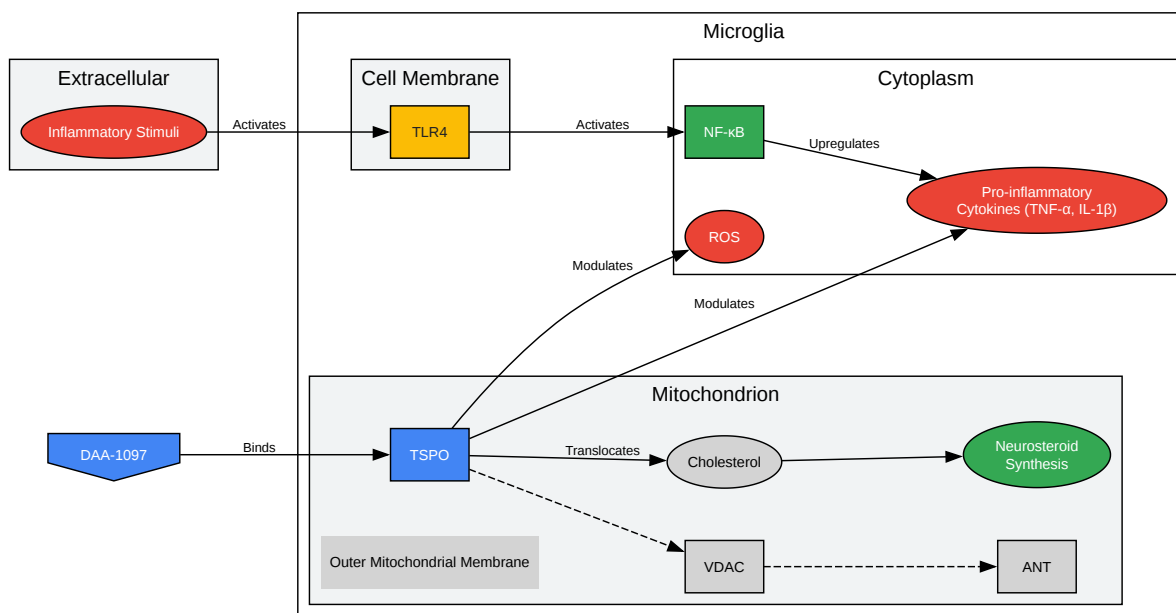 Microglia
Extracellular
Cell Membrane
Cytoplasm
Inflammatory Stimuli
Activates
TLR4
Activates
NF-κB
Upregulates
Pro-inflammatory
Cytokines (TNF-α, IL-1β)
ROS
Modulates
Modulates
Mitochondrion
DAA-1097
Binds
TSPO
Translocates
Cholesterol
Neurosteroid
Synthesis
Outer Mitochondrial Membrane
VDAC
ANT